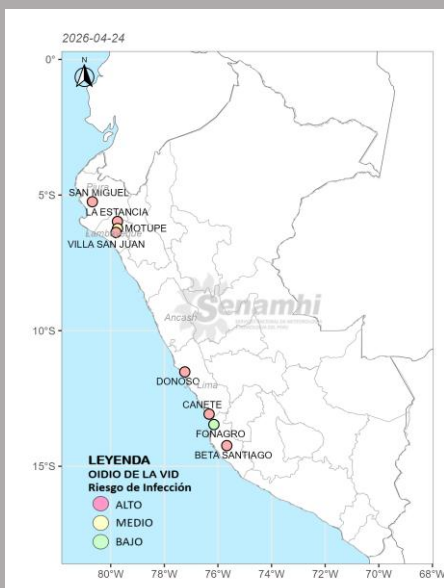 2026-04-24
N
0°
5°S
10°S
15°S
Piura
SAN MIGUEL
LA ESTANCIA
MOTUPE
VILLA SAN JUAN
Senamhi
Ancash
Lima
DONOSO
CANETE
FONAGRO
BETA SANTIAGO
LEYENDA
OIDIO DE LA VID
Riesgo de Infección
ALTO
MEDIO
BAJO
80°W 78°W 76°W 74°W 72°W 70°W 68°W